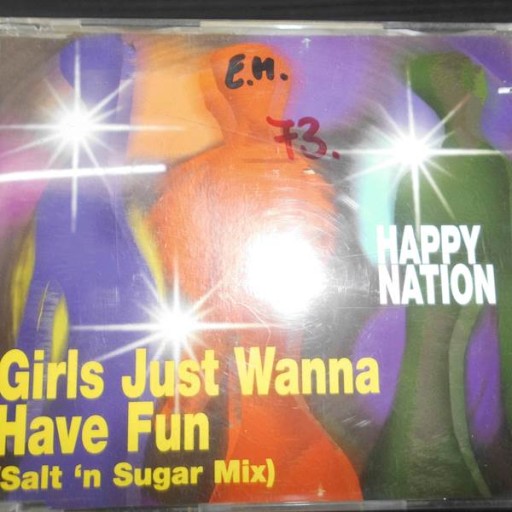 E.M.
73.
HAPPY
NATION
Girls Just Wanna
Have Fun
(Salt 'n Sugar Mix)